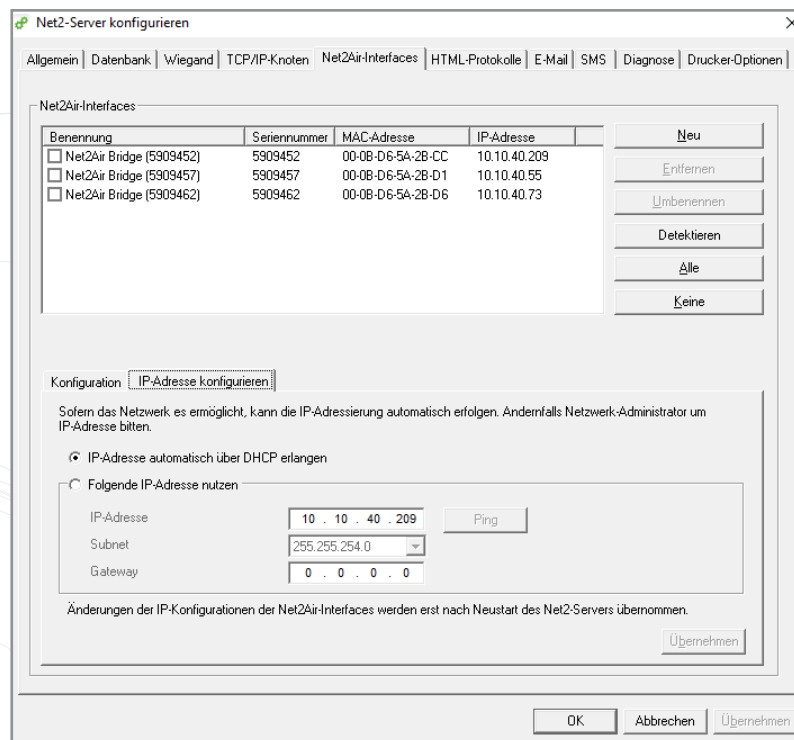 Net2-Server konfigurieren
Allgemein Datenbank Wiegand TCP/IP-Knoten Net2Air-Interfaces HTML-Protokolle E-Mail SMS Diagnose Drucker-Optionen
Net2Air-Interfaces
Benennung Seriennummer MAC-Adresse IP-Adresse
Net2Air Bridge (5909452) 5909452 00-0B-D6-5A-2B-CC 10.10.40.209
Net2Air Bridge (5909457) 5909457 00-0B-D6-5A-2B-D1 10.10.40.55
Net2Air Bridge (5909462) 5909462 00-0B-D6-5A-2B-D6 10.10.40.73
Neu
Entfernen
Umbenennen
Detektieren
Alle
Keine
Konfiguration IP-Adresse konfigurieren
Sofern das Netzwerk es ermöglicht, kann die IP-Adressierung automatisch erfolgen. Andernfalls Netzwerk-Administrator um
IP-Adresse bitten.
IP-Adresse automatisch über DHCP erlangen
Folgende IP-Adresse nutzen
IP-Adresse 10 . 10 . 40 . 209 Ping
Subnet 255.255.254.0
Gateway 0 . 0 . 0 . 0
Änderungen der IP-Konfigurationen der Net2Air-Interfaces werden erst nach Neustart des Net2-Servers übernommen.
Übernehmen
OK Abbrechen Übernehmen